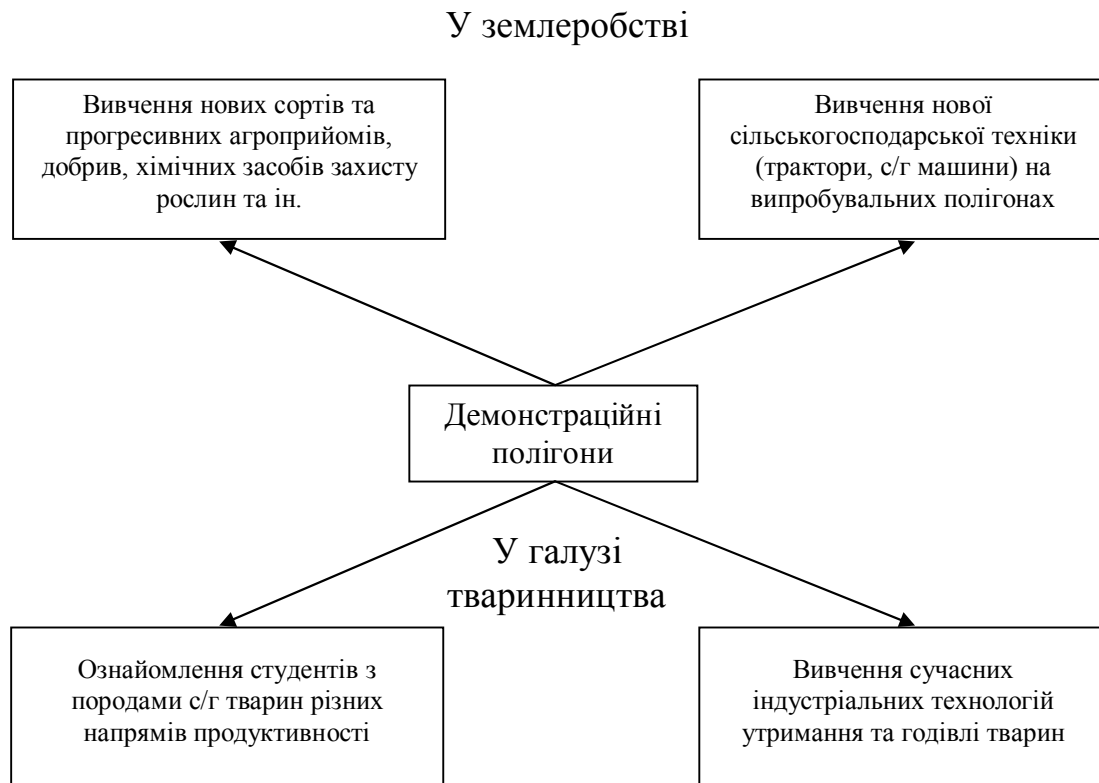 У землеробстві
Вивчення нових сортів та
прогресивних агроприйомів,
добрив, хімічних засобів захисту
рослин та ін.
Вивчення нової
сільськогосподарської техніки
(трактори, с/г машини) на
випробувальних полігонах
Демонстраційні
полігони
У галузі
тваринництва
Ознайомлення студентів з
породами с/г тварин різних
напрямів продуктивності
Вивчення сучасних
індустріальних технологій
утримання та годівлі тварин